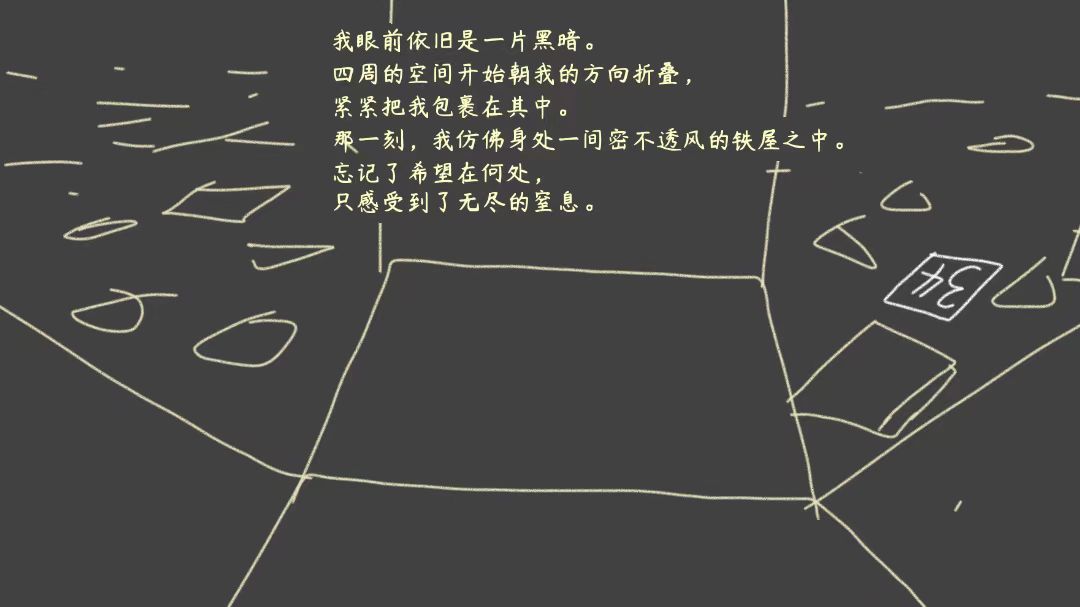 我眼前依旧是一片黑暗。
四周的空间开始朝我的方向折叠，
紧紧把我包裹在其中。
那一刻，我仿佛身处一间密不透风的铁屋之中。
忘记了希望在何处，
只感受到了无尽的窒息。
34